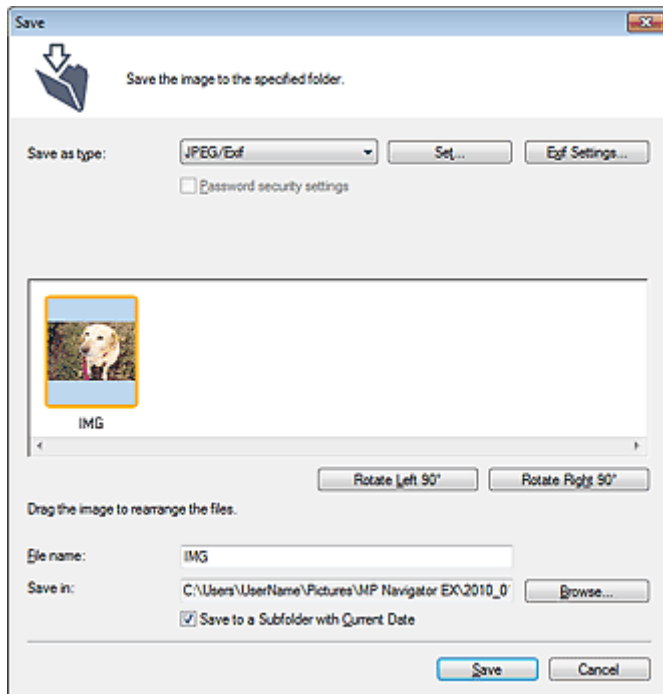 Save
Save the image to the specified folder.
Save as type: JPEG/Exif Set... Exif Settings...
Password security settings
IMG
Rotate Left 90° Rotate Right 90°
Drag the image to rearrange the files.
File name: IMG
Save in: C:\Users\UserName\Pictures\MP Navigator EX\2010_0 Browse...
Save to a Subfolder with Current Date
Save Cancel